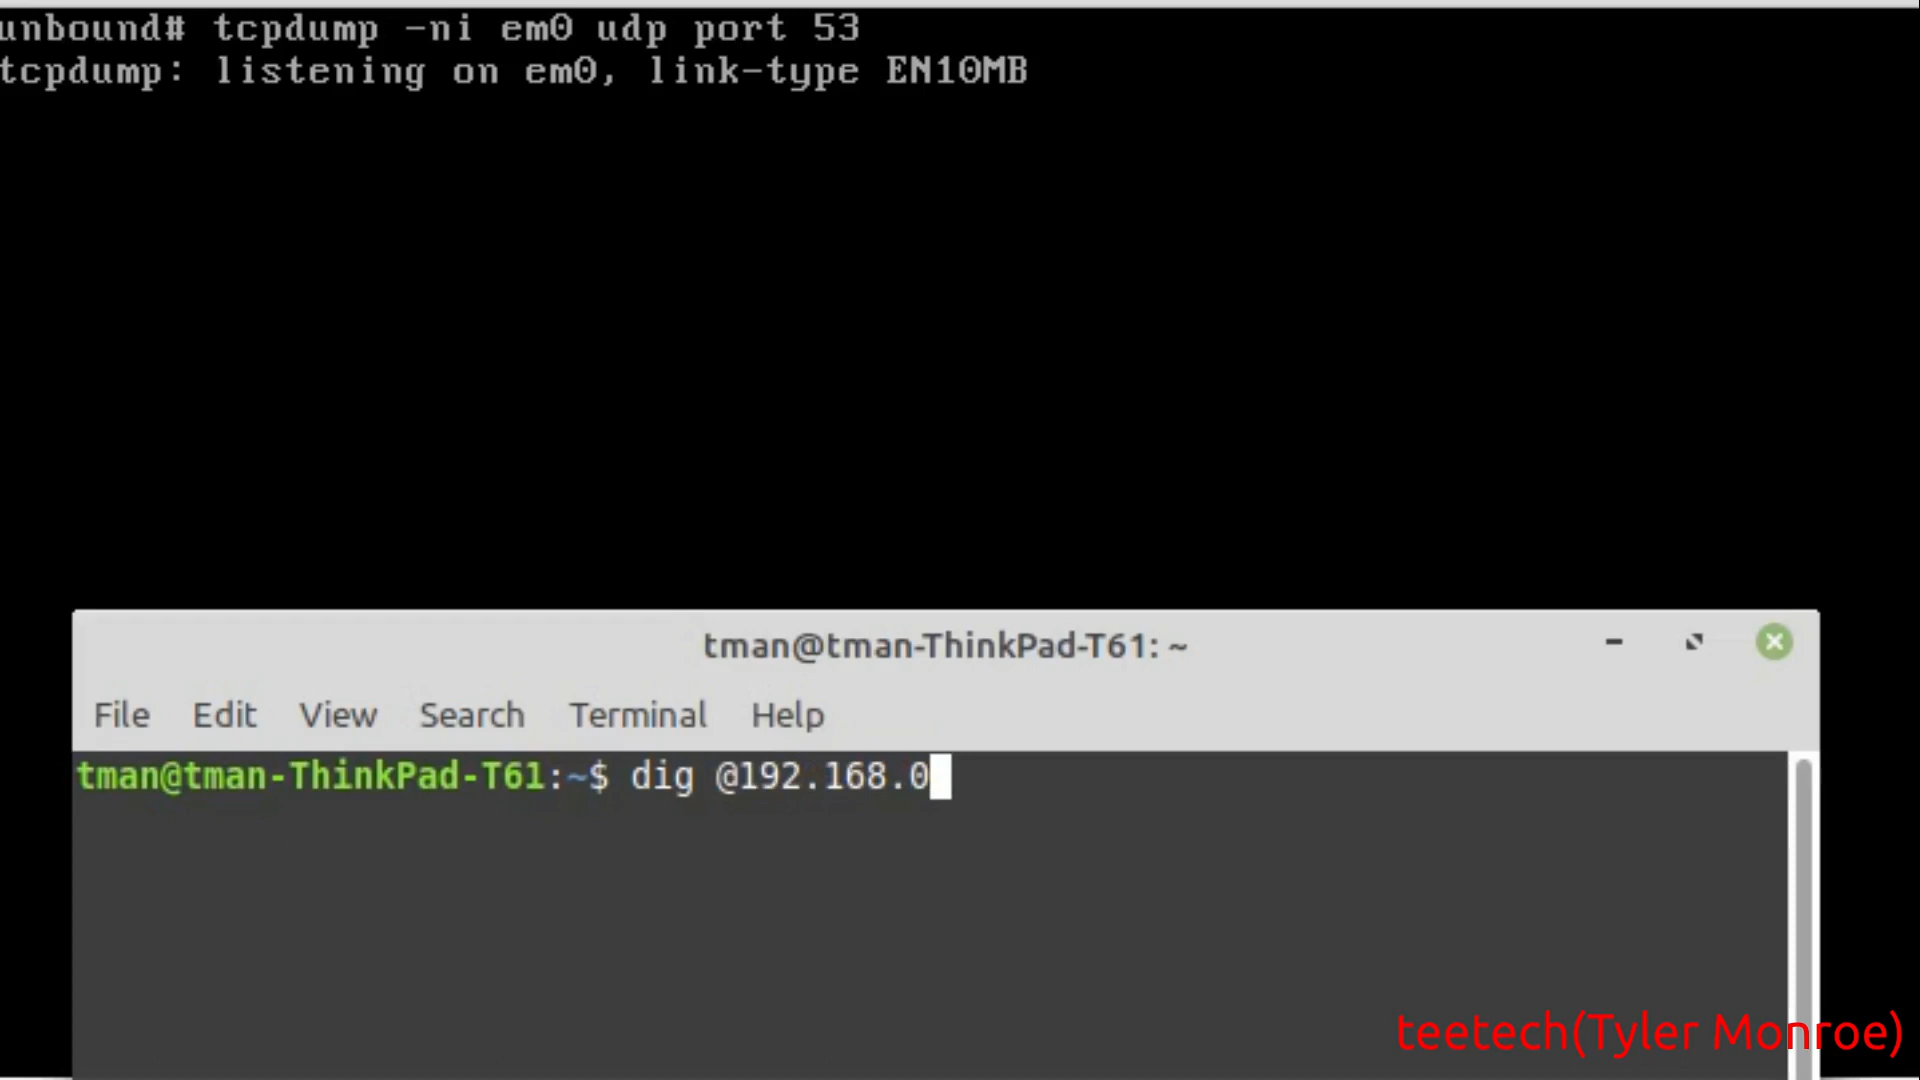 unbound# tcpdump -ni em0 udp port 53
tcpdump: listening on em0, link-type EN10MB
tman@tman-ThinkPad-T61: ~
File Edit View Search Terminal Help
tman@tman-ThinkPad-T61:~$ dig @192.168.0
teetech(Tyler Monroe)